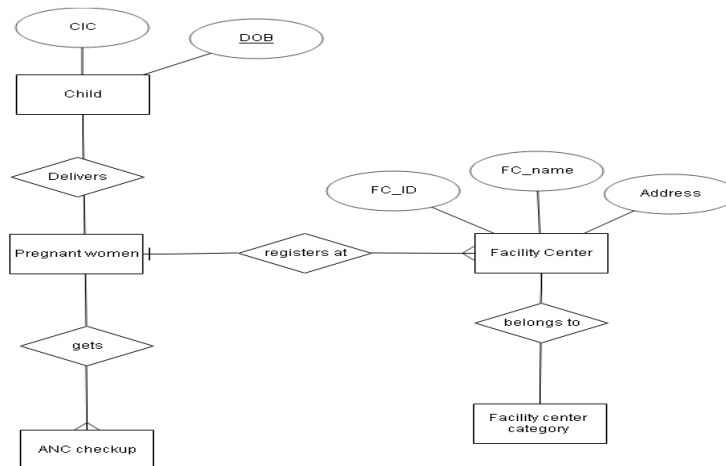 CIC
DOB
Child
Delivers
FC_ID
FC_name
Address
Pregnant women
registers at
Facility Center
gets
belongs to
ANC checkup
Facility center
category